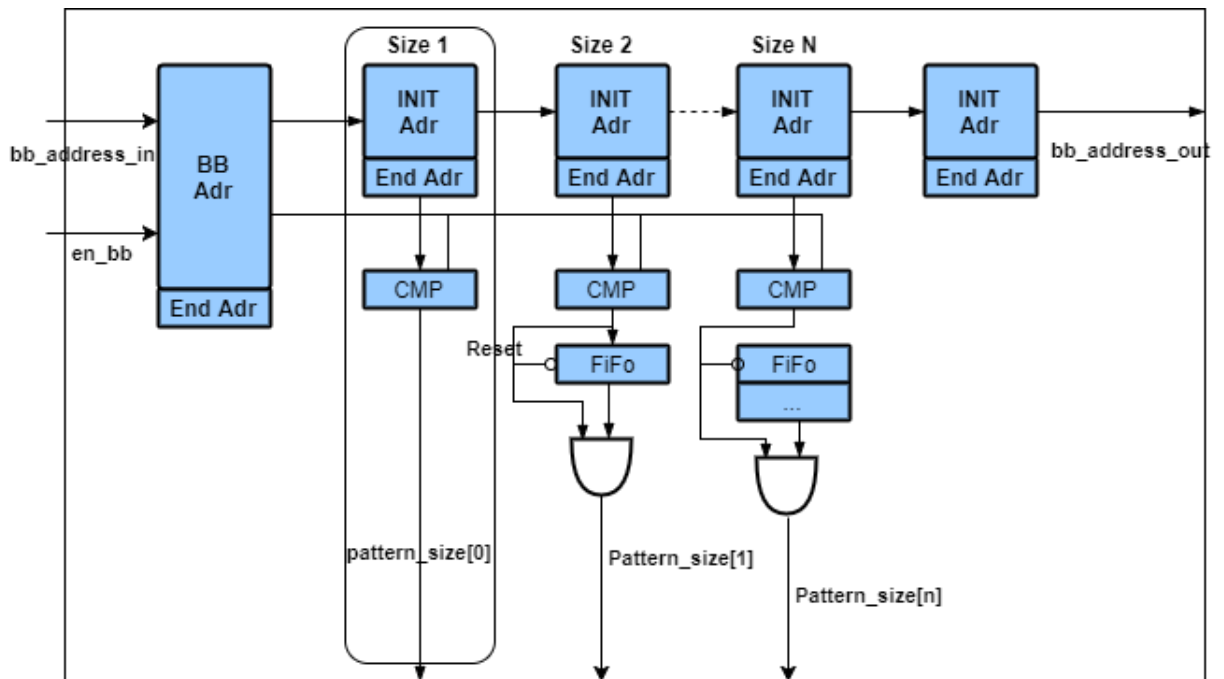 Size 1
Size 2
Size N
INIT
Adr
INIT
Adr
INIT
Adr
INIT
Adr
bb_address_in
BB
Adr
bb_address_out
End Adr
End Adr
End Adr
End Adr
en_bb
End Adr
CMP
CMP
CMP
Reset
FiFo
FiFo
...
pattern_size[0]
Pattern_size[1]
Pattern_size[n]